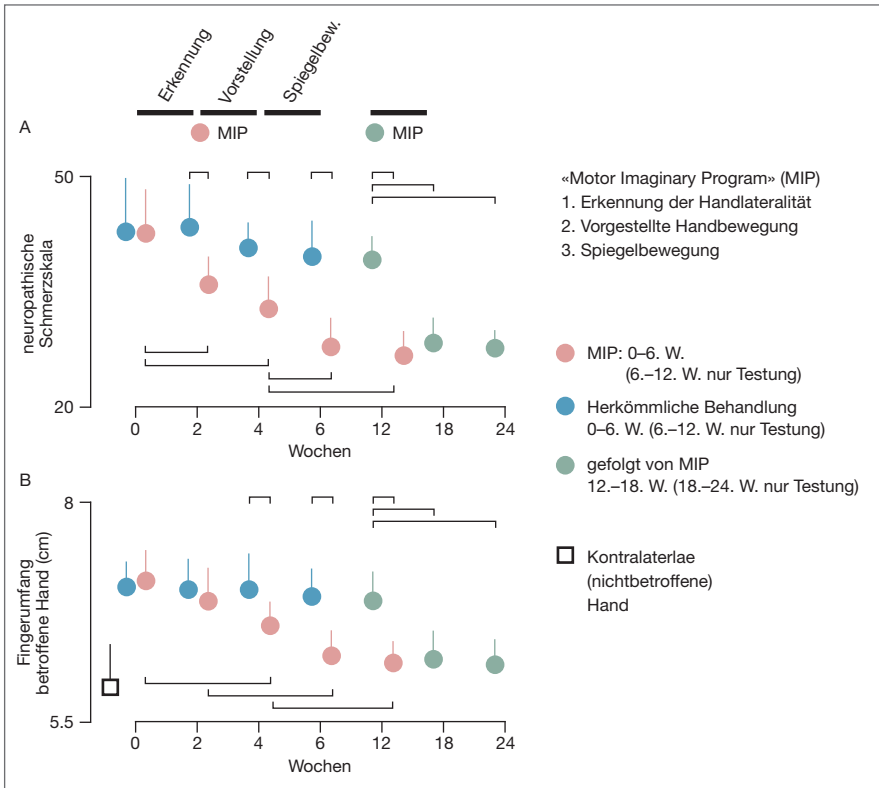 Erkennung
Vorstellung
Spiegelbew.
A
MIP
MIP
50
20
neuropathische
Schmerzskala
0 2 4 6 12 18 24
Wochen
«Motor Imaginary Program» (MIP)
1. Erkennung der Handlateralität
2. Vorgestellte Handbewegung
3. Spiegelbewegung
MIP: 0–6. W.
(6.–12. W. nur Testung)
Herkömmliche Behandlung
0–6. W. (6.–12. W. nur Testung)
gefolgt von MIP
12.–18. W. (18.–24. W. nur Testung)
Kontralaterlae
(nichtbetroffene)
Hand
B
8
5.5
Fingerumfang
betroffene Hand (cm)
0 2 4 6 12 18 24
Wochen